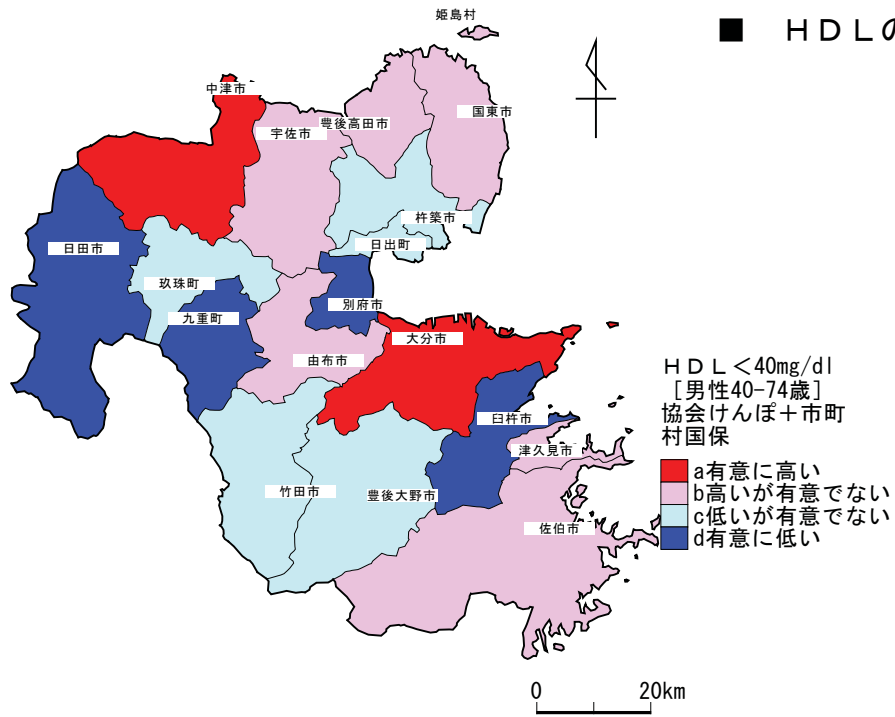 ■ ＨＤＬの
姫島村
中津市
豊後高田市
国東市
宇佐市
杵築市
日出町
日田市
玖珠町
九重町
別府市
由布市
大分市
臼杵市
津久見市
竹田市
豊後大野市
佐伯市
ＨＤＬ＜40mg/dl
［男性40-74歳］
協会けんぽ＋市町
村国保
a有意に高い
b高いが有意でない
c低いが有意でない
d有意に低い
0 20km